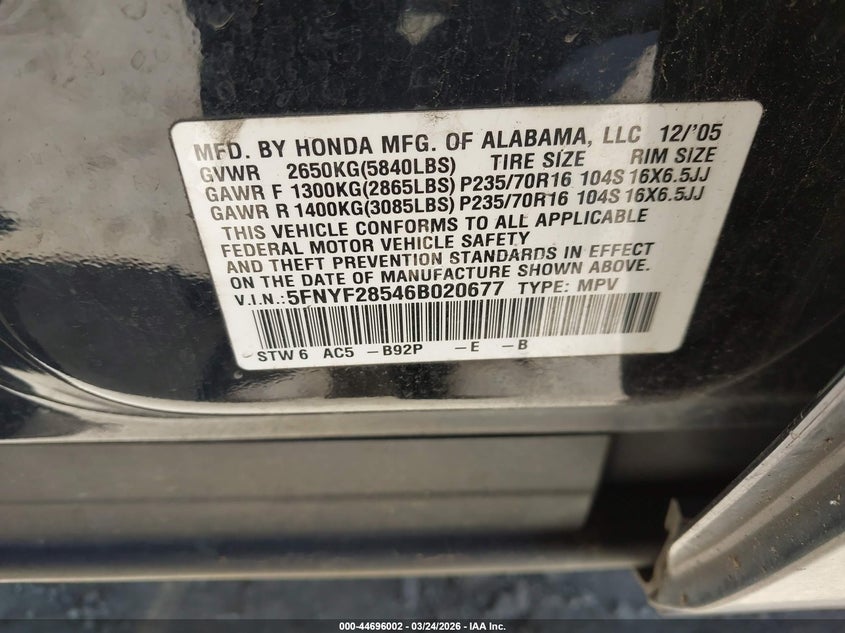 MFD. BY HONDA MFG. OF ALABAMA, LLC 12/'05
GVWR 2650KG(5840LBS) TIRE SIZE RIM SIZE
GAWR F 1300KG(2865LBS) P235/70R16 104S 16X6.5JJ
GAWR R 1400KG(3085LBS) P235/70R16 104S 16X6.5JJ
THIS VEHICLE CONFORMS TO ALL APPLICABLE
FEDERAL MOTOR VEHICLE SAFETY
AND THEFT PREVENTION STANDARDS IN EFFECT
ON THE DATE OF MANUFACTURE SHOWN ABOVE.
V.I.N.:5FNYF28546B020677 TYPE: MPV
STW6 AC5 -B92P -E -B
000-44696002 - 03/24/2026 - IAA Inc.